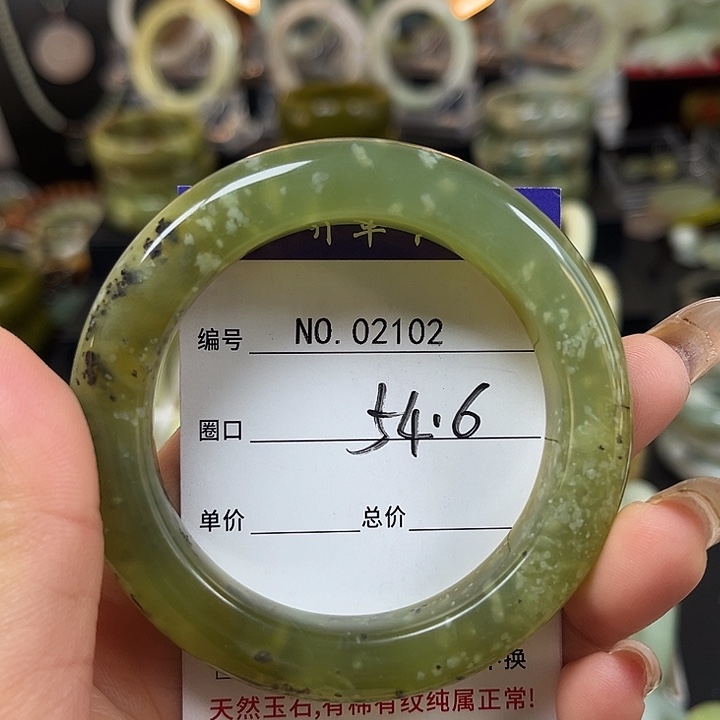 编号 NO.02102
圈口 54.6
单价 总价
换
天然玉石,有棉有纹纯属正常!